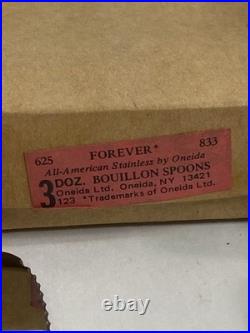 625 FOREVER* 833
All-American Stainless by Oneida
3 DOZ. BOUILLON SPOONS
Oneida Ltd. Oneida, NY 13421
123 *Trademarks of Oneida Ltd.